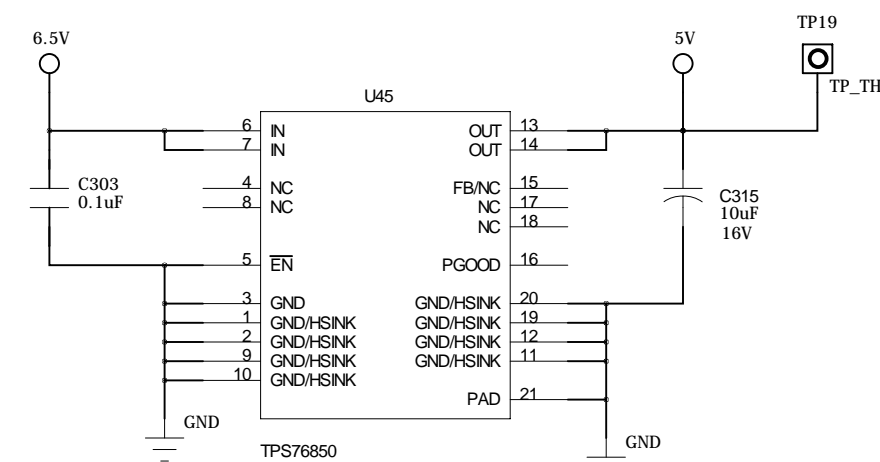 TP19
6.5V
5V
TP_TH
U45
6 IN OUT 13
7 IN OUT 14
4 NC FB/NC 15
8 NC NC 17
NC 18
C303
0.1uF
C315
10uF
16V
5 EN PGOOD 16
3 GND GND/HSINK 20
1 GND/HSINK GND/HSINK 19
2 GND/HSINK GND/HSINK 12
9 GND/HSINK GND/HSINK 11
10 GND/HSINK
PAD 21
GND
GND
TPS76850